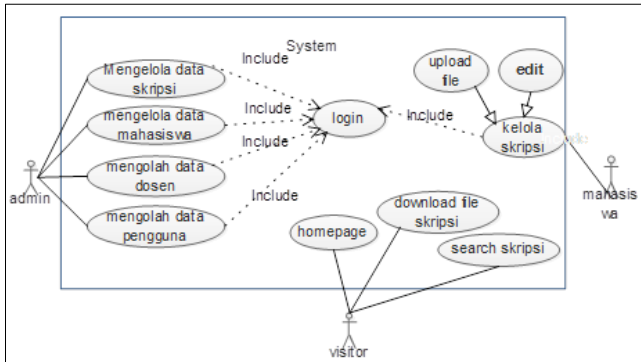 System
Mengelola data
skripsi
Include
mengelola data
mahasiswa
Include
mengolah data
dosen
Include
mengolah data
pengguna
Include
login
Include
upload
file
edit
kelola
skripsi
admin
mahasis
wa
homepage
download file
skripsi
search skripsi
visitor